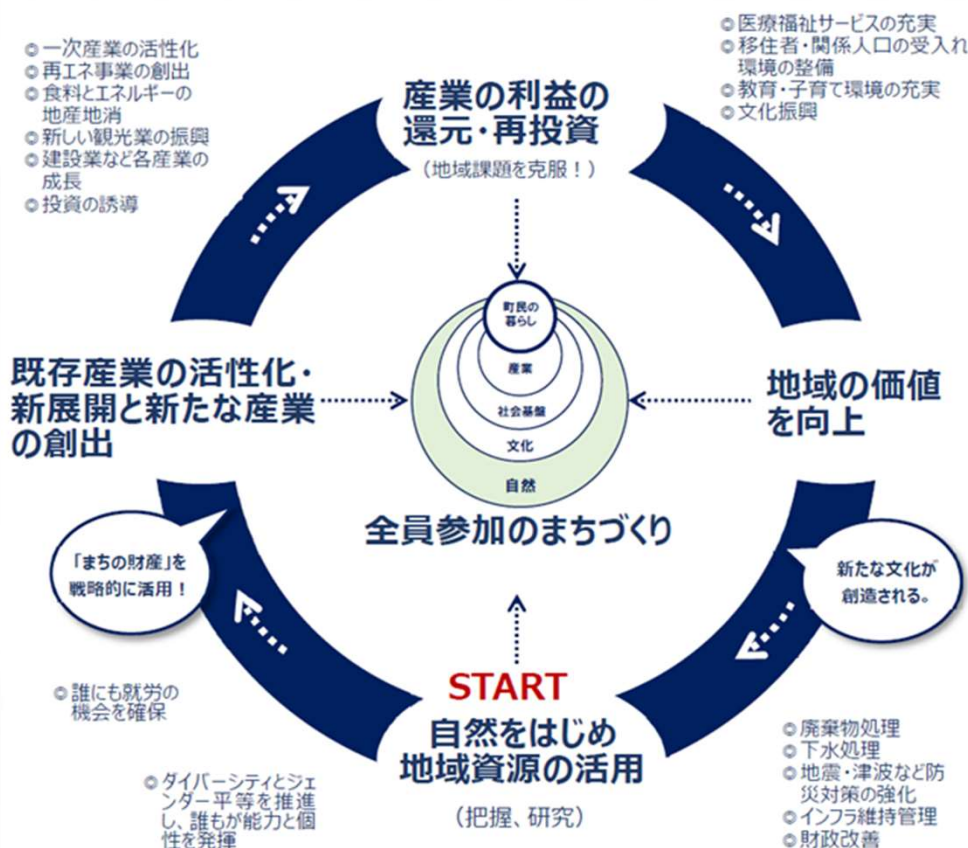 ◎一次産業の活性化
◎再エネ事業の創出
◎食料とエネルギーの
地産地消
◎新しい観光業の振興
◎建設業など各産業の
成長
◎投資の誘導
産業の利益の
還元・再投資
(地域課題を克服！)
◎医療福祉サービスの充実
◎移住者・関係人口の受入れ
環境の整備
◎教育・子育て環境の充実
◎文化振興
既存産業の活性化・
新展開と新たな産業
の創出
町民の
暮らし
産業
社会基盤
文化
自然
全員参加のまちづくり
地域の価値
を向上
「まちの財産」を
戦略的に活用！
新たな文化が
創造される。
◎誰にも就労の
機会を確保
◎ダイバーシティとジ
ェンダー平等を推進
し、誰もが能力と個
性を発揮
START
自然をはじめ
地域資源の活用
(把握、研究)
◎廃棄物処理
◎下水処理
◎地震・津波など防
災対策の強化
◎インフラ維持管理
◎財政改善